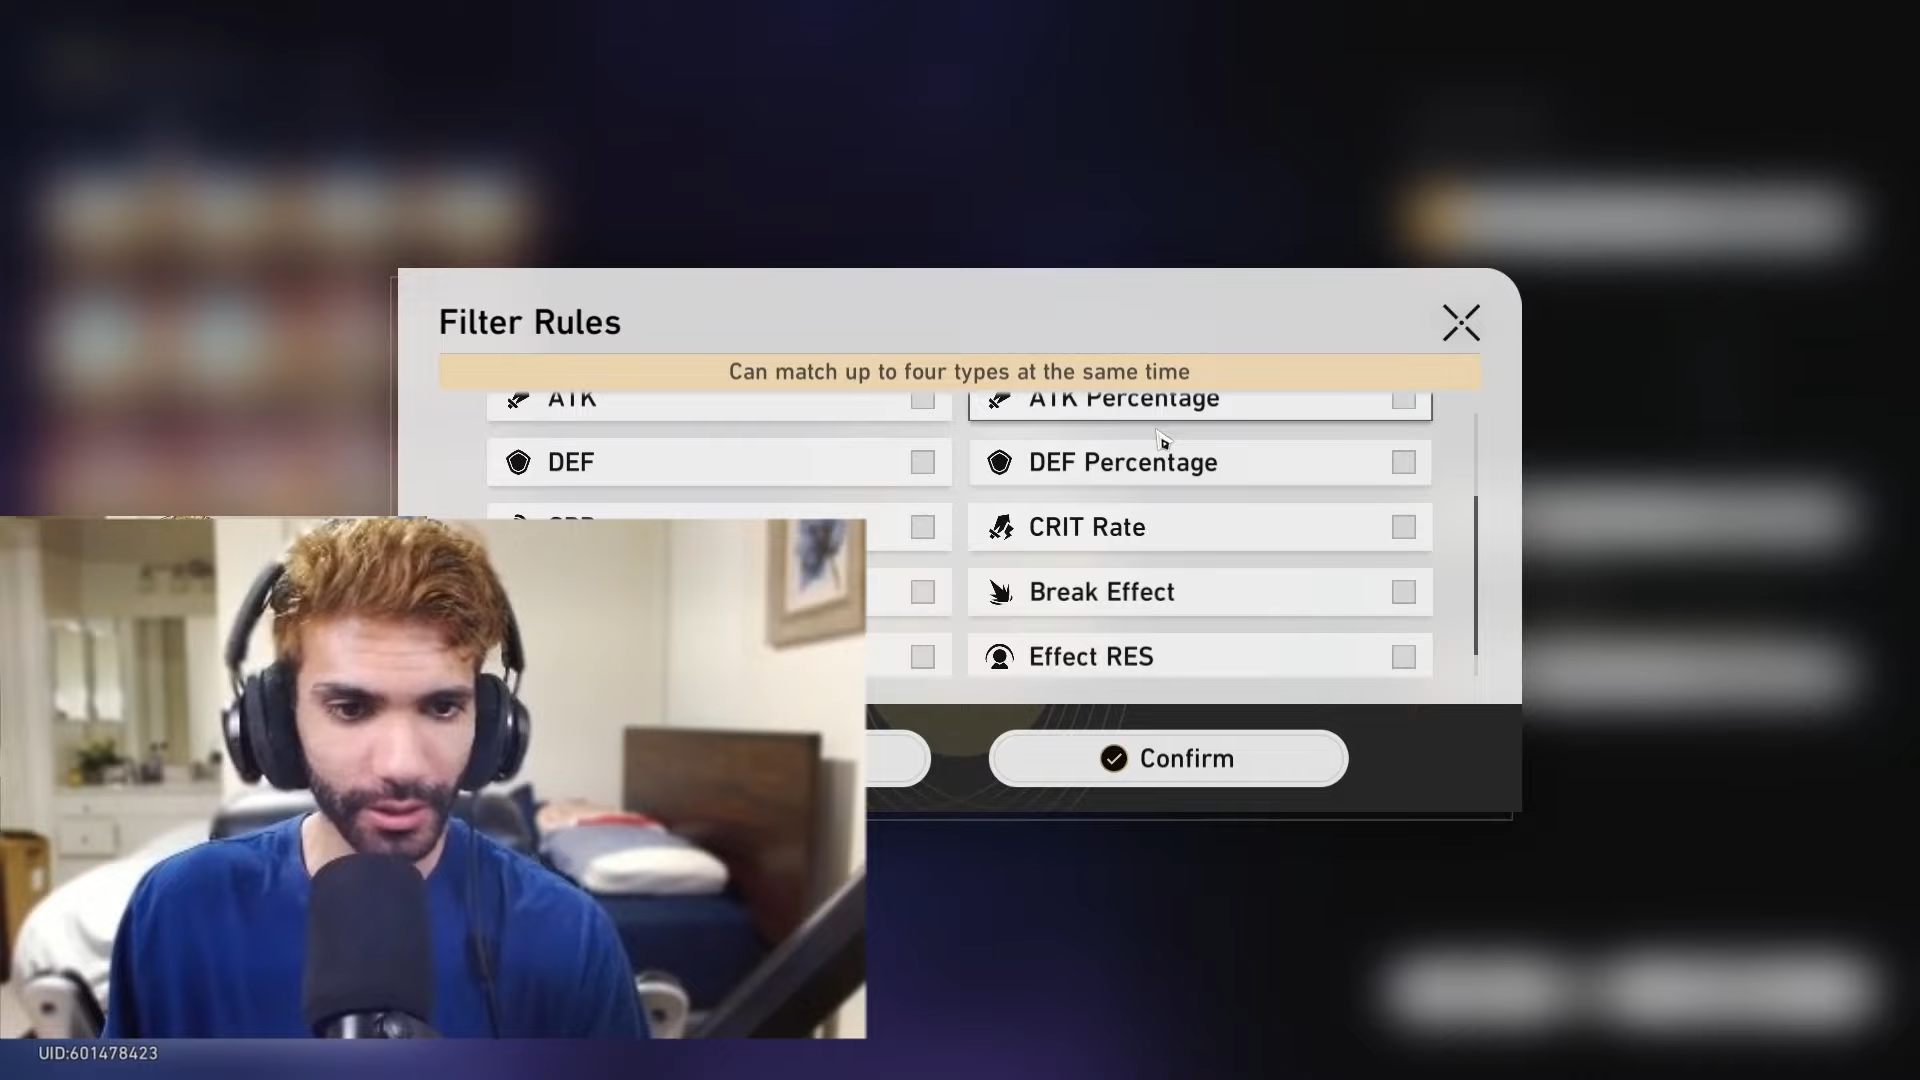 Filter Rules
Can match up to four types at the same time
ATK
ATK Percentage
DEF
DEF Percentage
CRIT Rate
Break Effect
Effect RES
Confirm
UID:601478423